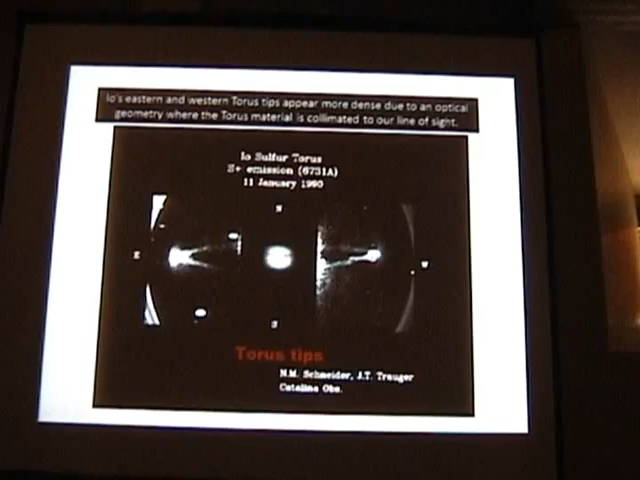 Io's eastern and western Torus tips appear more dense due to an optical
geometry where the Torus material is collimated to our line of sight.
Io Sulfur Torus
S+ emission (6731A)
11 January 1990
N
E
W
S
Torus tips
N.M. Schneider, J.T. Trauger
Catalina Obs.